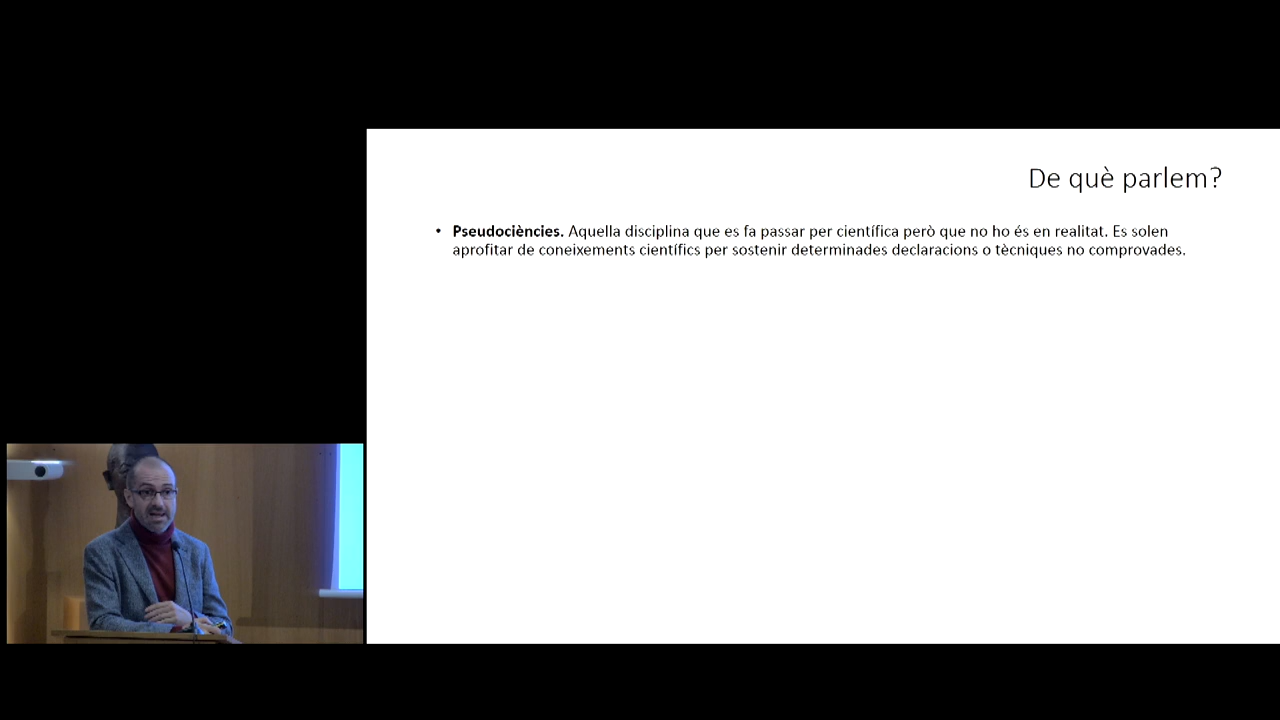 De què parlem?
• Pseudociències. Aquella disciplina que es fa passar per científica però que no ho és en realitat. Es solen
aprofitar de coneixements científics per sostenir determinades declaracions o tècniques no comprovades.